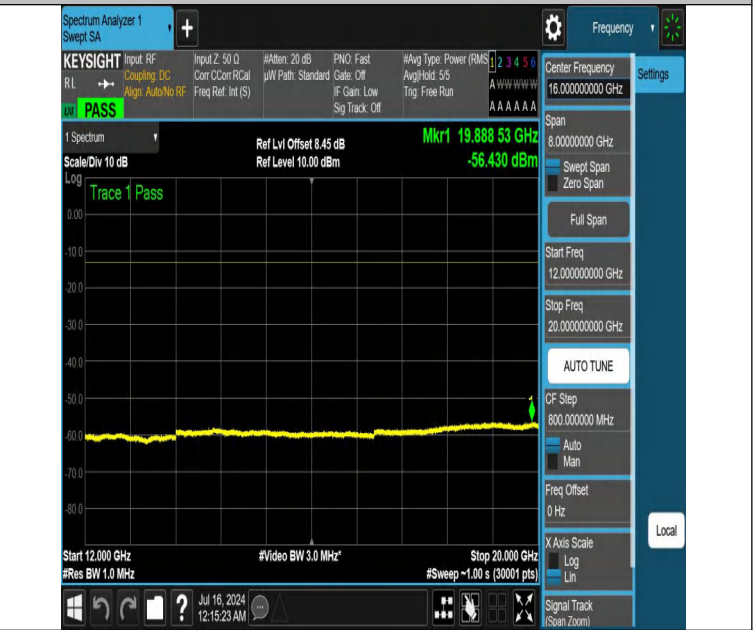 Spectrum Analyzer 1
Swept SA
+
Frequency
KEYSIGHT
RL
PASS
Input: RF
Coupling: DC
Align: Auto/No RF
Input Z: 50 Ω
Corr CCorr RCal
Freq Ref: Int (S)
#Atten: 20 dB
µW Path: Standard
PNO: Fast
Gate: Off
IF Gain: Low
Sig Track: Off
#Avg Type: Power (RMS
Avg|Hold: 5/5
Trig: Free Run
1 2 3 4 5 6
A W W W W W
A A A A A A
1 Spectrum
Scale/Div 10 dB
Ref Lvl Offset 8.45 dB
Ref Level 10.00 dBm
Mkr1 19.888 53 GHz
-56.430 dBm
Log
Trace 1 Pass
0.00
-10.0
-20.0
-30.0
-40.0
-50.0
-60.0
-70.0
-80.0
1
Start 12.000 GHz
#Res BW 1.0 MHz
#Video BW 3.0 MHz*
Stop 20.000 GHz
#Sweep ~1.00 s (30001 pts)
Jul 16, 2024
12:15:23 AM
Center Frequency
16.000000000 GHz
Settings
Span
8.00000000 GHz
Swept Span
Zero Span
Full Span
Start Freq
12.000000000 GHz
Stop Freq
20.000000000 GHz
AUTO TUNE
CF Step
800.000000 MHz
Auto
Man
Freq Offset
0 Hz
X Axis Scale
Log
Lin
Local
Signal Track
(Span Zoom)